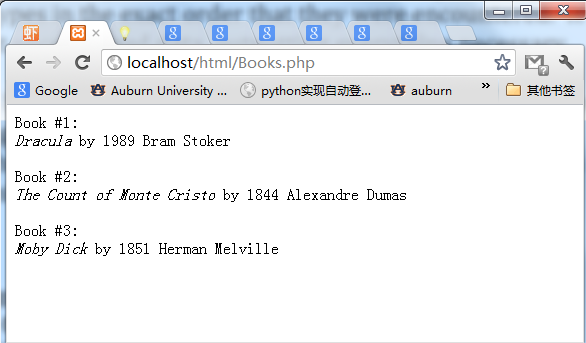 虾
localhost/html/Books.php
Google
Auburn University ...
python实现自动登...
auburn
»
其他书签
Book #1:
Dracula by 1989 Bram Stoker
Book #2:
The Count of Monte Cristo by 1844 Alexandre Dumas
Book #3:
Moby Dick by 1851 Herman Melville